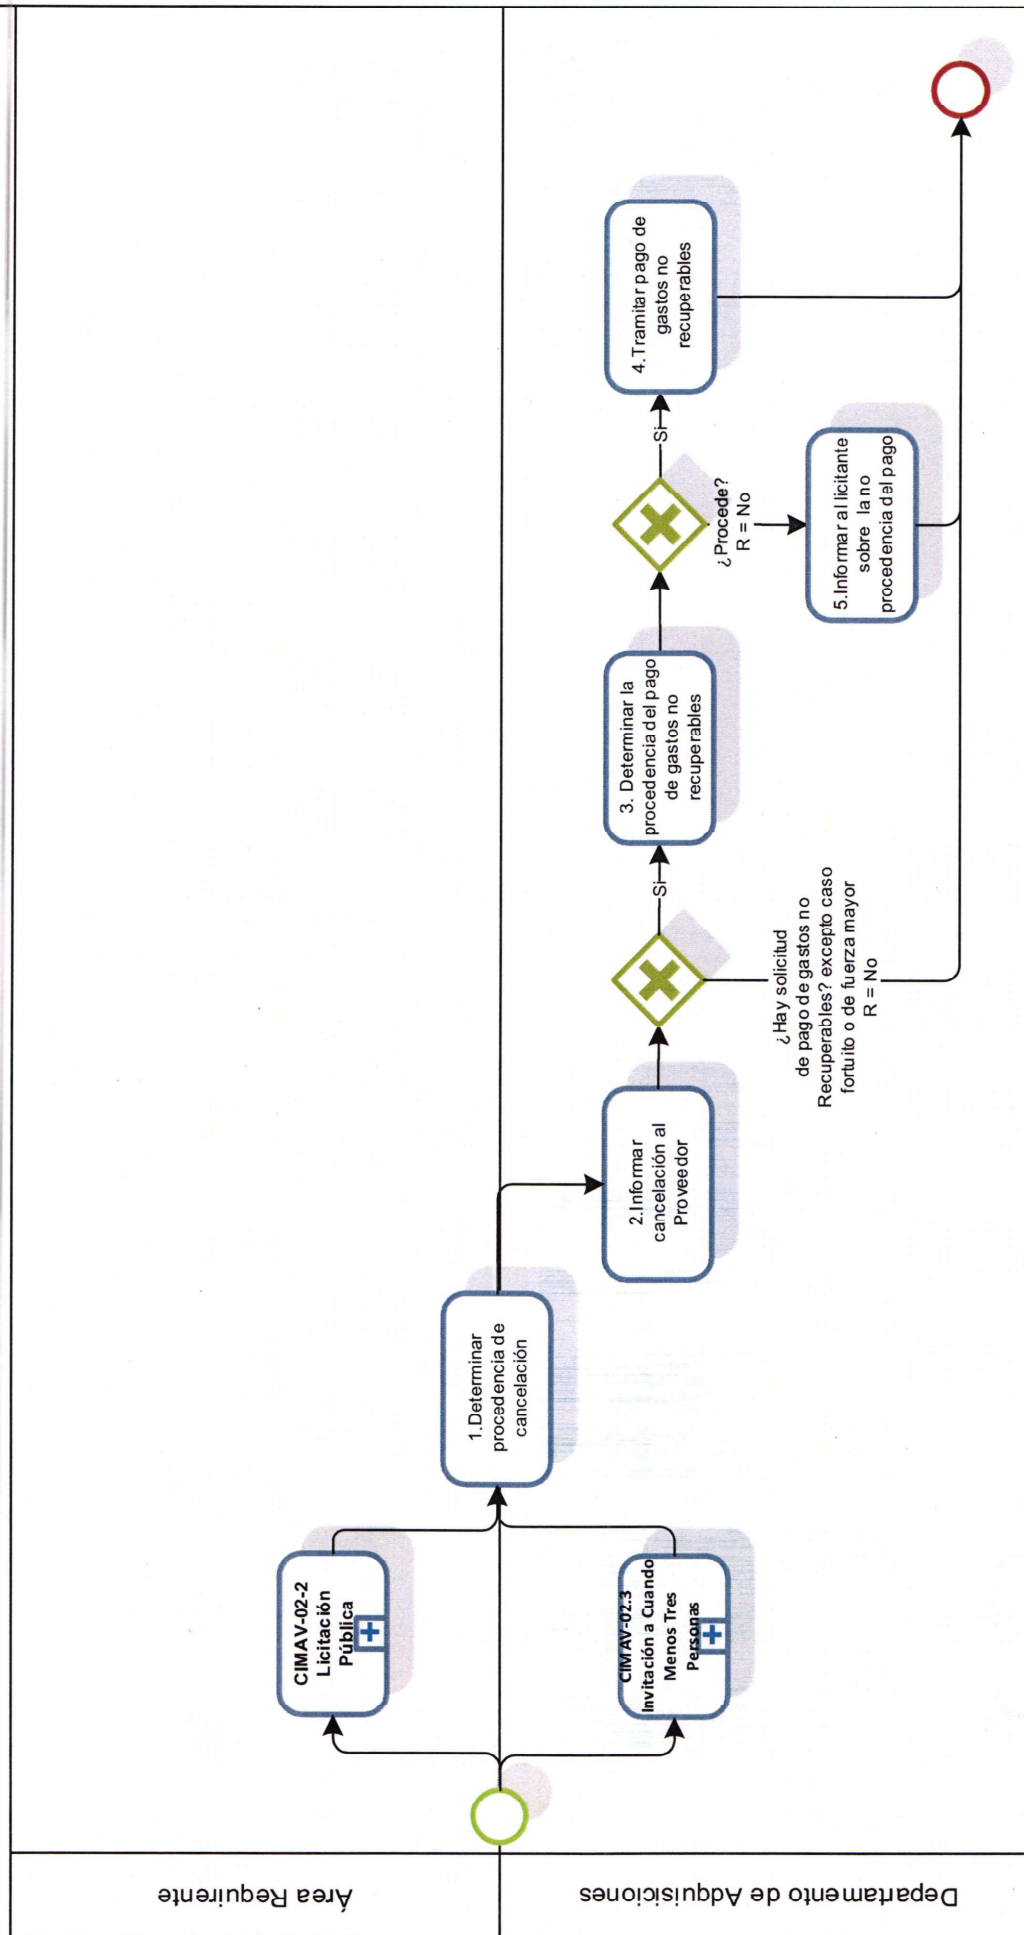 Área Requirente
Departamento de Adquisiciones
CIMAV-02-2
Licitación
Pública
CIMAV-02.3
Invitación a Cuando
Menos Tres
Personas
1.Determinar
procedencia de
cancelación
2.Informar
cancelación al
Proveedor
¿Hay solicitud
de pago de gastos no
Recuperables? excepto caso
fortuito o de fuerza mayor
R = No
Si
3. Determinar la
procedencia del pago
de gastos no
recuperables
¿Procede?
R = No
Si
4.Tramitar pago de
gastos no
recuperables
5.Informar al licitante
sobre la no
procedencia del pago